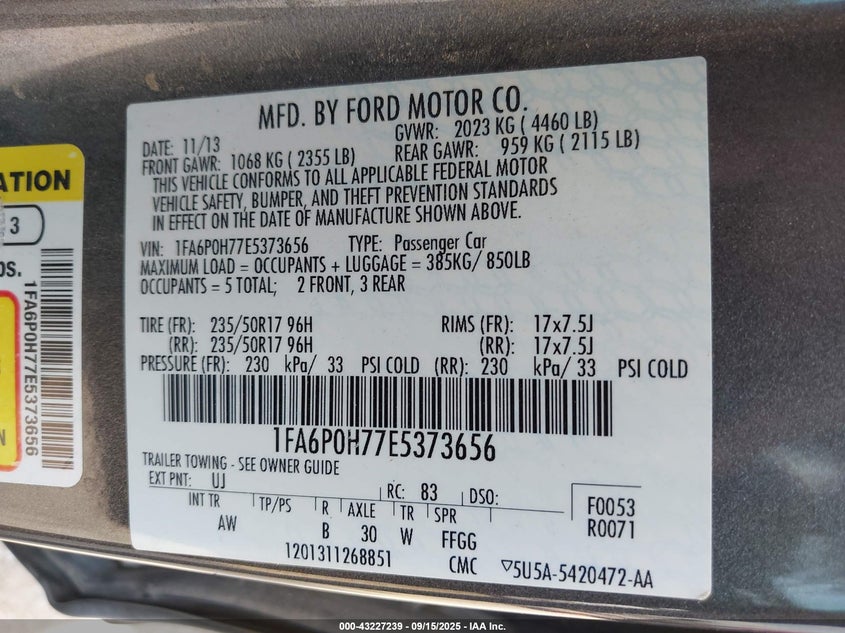 MFD. BY FORD MOTOR CO.
DATE: 11/13 GVWR: 2023 KG ( 4460 LB)
FRONT GAWR: 1068 KG ( 2355 LB) REAR GAWR: 959 KG ( 2115 LB)
THIS VEHICLE CONFORMS TO ALL APPLICABLE FEDERAL MOTOR
VEHICLE SAFETY, BUMPER, AND THEFT PREVENTION STANDARDS
IN EFFECT ON THE DATE OF MANUFACTURE SHOWN ABOVE.
VIN: 1FA6P0H77E5373656 TYPE: Passenger Car
MAXIMUM LOAD = OCCUPANTS + LUGGAGE = 385KG/ 850LB
OCCUPANTS = 5 TOTAL; 2 FRONT, 3 REAR
TIRE (FR): 235/50R17 96H RIMS (FR): 17x7.5J
(RR): 235/50R17 96H (RR): 17x7.5J
PRESSURE (FR): 230 kPa/ 33 PSI COLD (RR): 230 kPa/ 33 PSI COLD
1FA6P0H77E5373656
TRAILER TOWING - SEE OWNER GUIDE
EXT PNT: UJ RC: 83 DSO: F0053
INT TR TP/PS R AXLE TR SPR R0071
AW B 30 W FFGG
1201311268851 CMC ▽5U5A-5420472-AA
ATION
3
OS.
1FA6P0H77E5373656
N
000-43227239 - 09/15/2025 - IAA Inc.